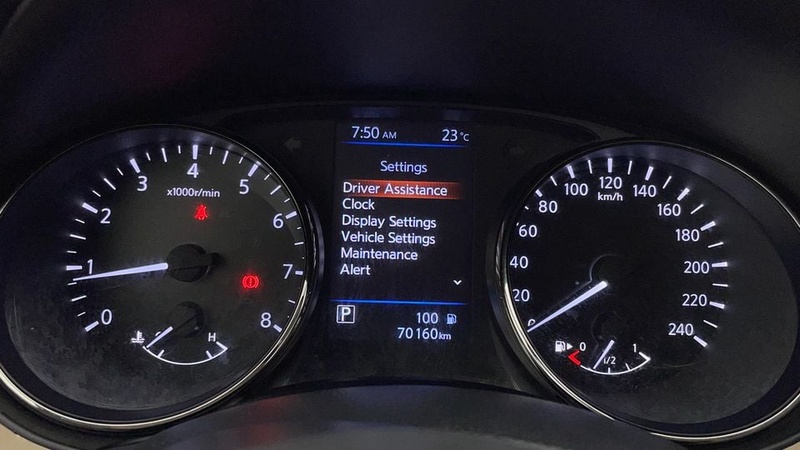 7:50 AM 23°C
Settings
Driver Assistance
Clock
Display Settings
Vehicle Settings
Maintenance
Alert
P 100
70160 km
0 1 2 3 4 5 6 7 8
x1000r/min
H
0 20 40 60 80 100 120 140 160 180 200 220 240
km/h
0 1/2 1